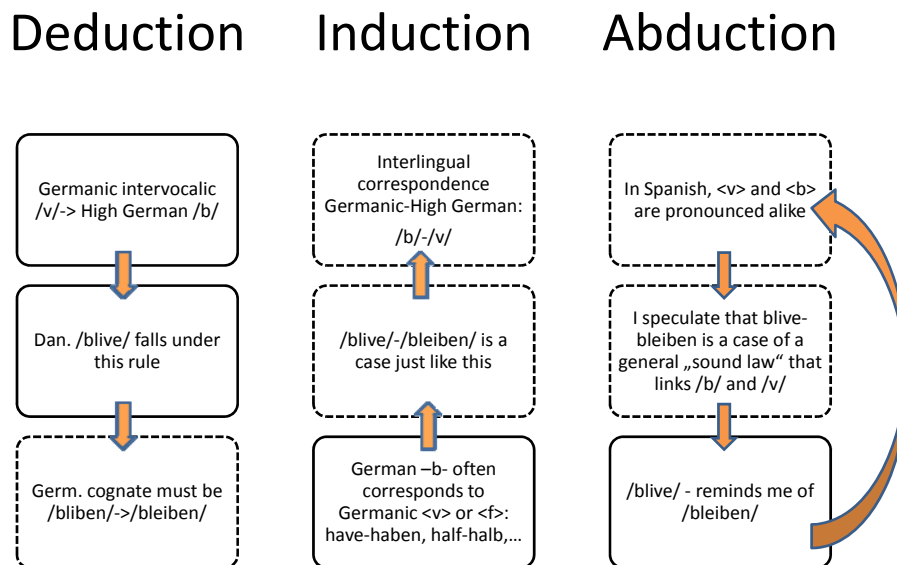 Deduction
Induction
Abduction
Germanic intervocalic
/v/-> High German /b/
Dan. /blive/ falls under
this rule
Germ. cognate must be
/bliben/->/bleiben/
Interlingual
correspondence
Germanic-High German:
/b/-/v/
/blive/-/bleiben/ is a
case just like this
German –b- often
corresponds to
Germanic <v> or <f>:
have-haben, half-halb,...
In Spanish, <v> and <b>
are pronounced alike
I speculate that blive-
bleiben is a case of a
general „sound law“ that
links /b/ and /v/
/blive/ - reminds me of
/bleiben/